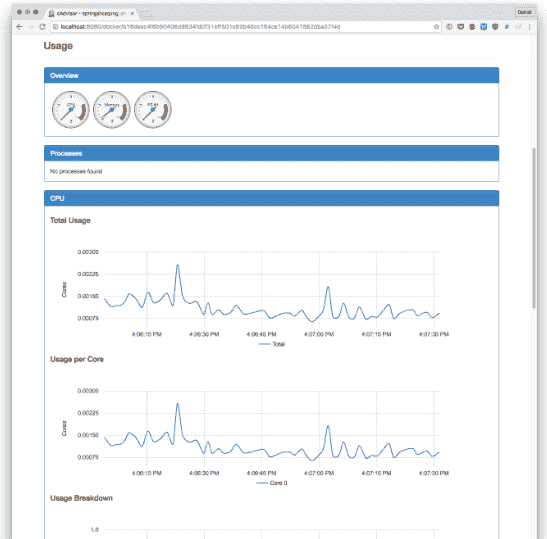 cAdvisor - springshopping_
Daniel
localhost:8080/docker/
Usage
Overview
CPU
Memory
FS #1
Processes
No processes found
CPU
Total Usage
0.00300
0.00225
0.00150
0.00075
Cores
4:06:15 PM 4:06:30 PM 4:06:45 PM 4:07:00 PM 4:07:15 PM 4:07:30 PM
Total
Usage per Core
0.00300
0.00225
0.00150
0.00075
Cores
4:06:15 PM 4:06:30 PM 4:06:45 PM 4:07:00 PM 4:07:15 PM 4:07:30 PM
Core 0
Usage Breakdown
1.0